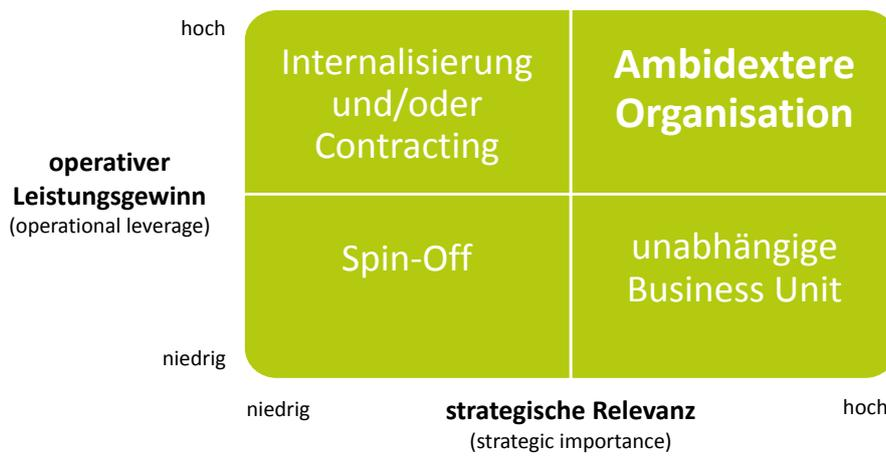 hoch
Internalisierung
und/oder
Contracting
Ambidextere
Organisation
operativer
Leistungsgewinn
(operational leverage)
Spin-Off
unabhängige
Business Unit
niedrig
niedrig
strategische Relevanz
(strategic importance)
hoch